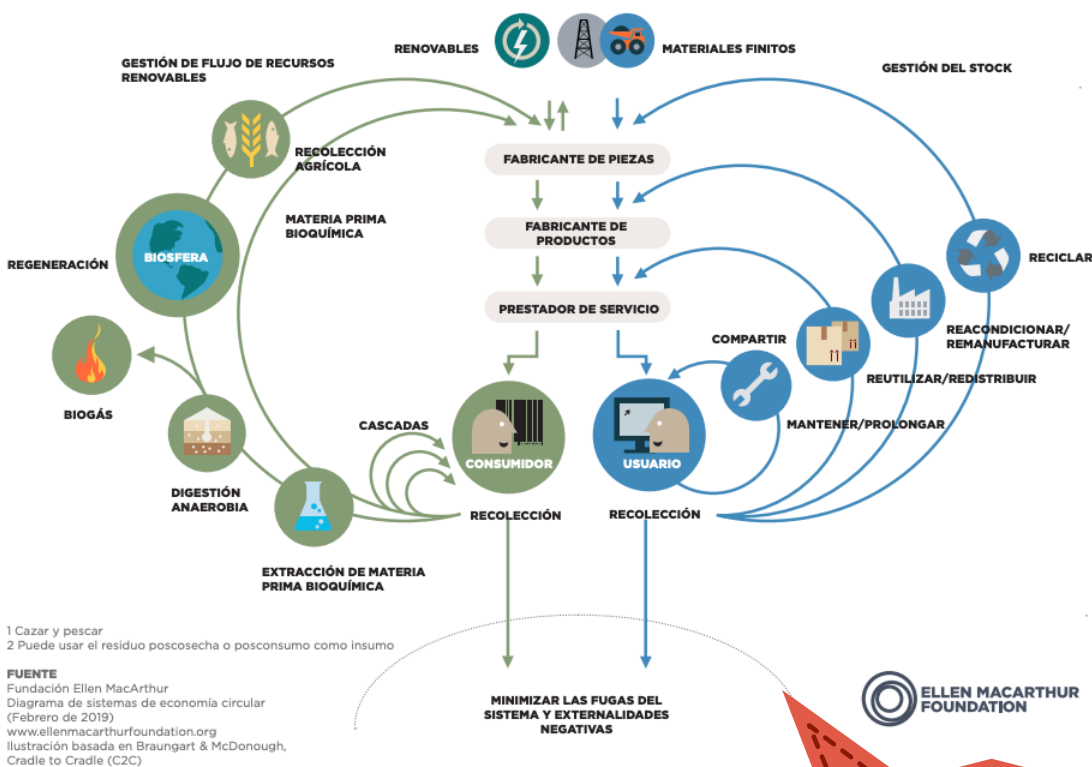 RENOVABLES
MATERIALES FINITOS
GESTIÓN DE FLUJO DE RECURSOS
RENOVABLES
GESTIÓN DEL STOCK
RECOLECCIÓN
AGRÍCOLA
FABRICANTE DE PIEZAS
MATERIA PRIMA
BIOQUÍMICA
FABRICANTE DE
PRODUCTOS
REGENERACIÓN
BIOSFERA
RECICLAR
PRESTADOR DE SERVICIO
COMPARTIR
REACONDICIONAR/
REMANUFACTURAR
REUTILIZAR/REDISTRIBUIR
BIOGÁS
CASCADAS
MANTENER/PROLONGAR
CONSUMIDOR
USUARIO
DIGESTIÓN
ANAEROBIA
RECOLECCIÓN
RECOLECCIÓN
EXTRACCIÓN DE MATERIA
PRIMA BIOQUÍMICA
1 Cazar y pescar
2 Puede usar el residuo poscosecha o posconsumo como insumo
FUENTE
Fundación Ellen MacArthur
Diagrama de sistemas de economía circular
(Febrero de 2019)
www.ellenmacarthurfoundation.org
Ilustración basada en Braungart & McDonough,
Cradle to Cradle (C2C)
MINIMIZAR LAS FUGAS DEL
SISTEMA Y EXTERNALIDADES
NEGATIVAS
ELLEN MACARTHUR
FOUNDATION